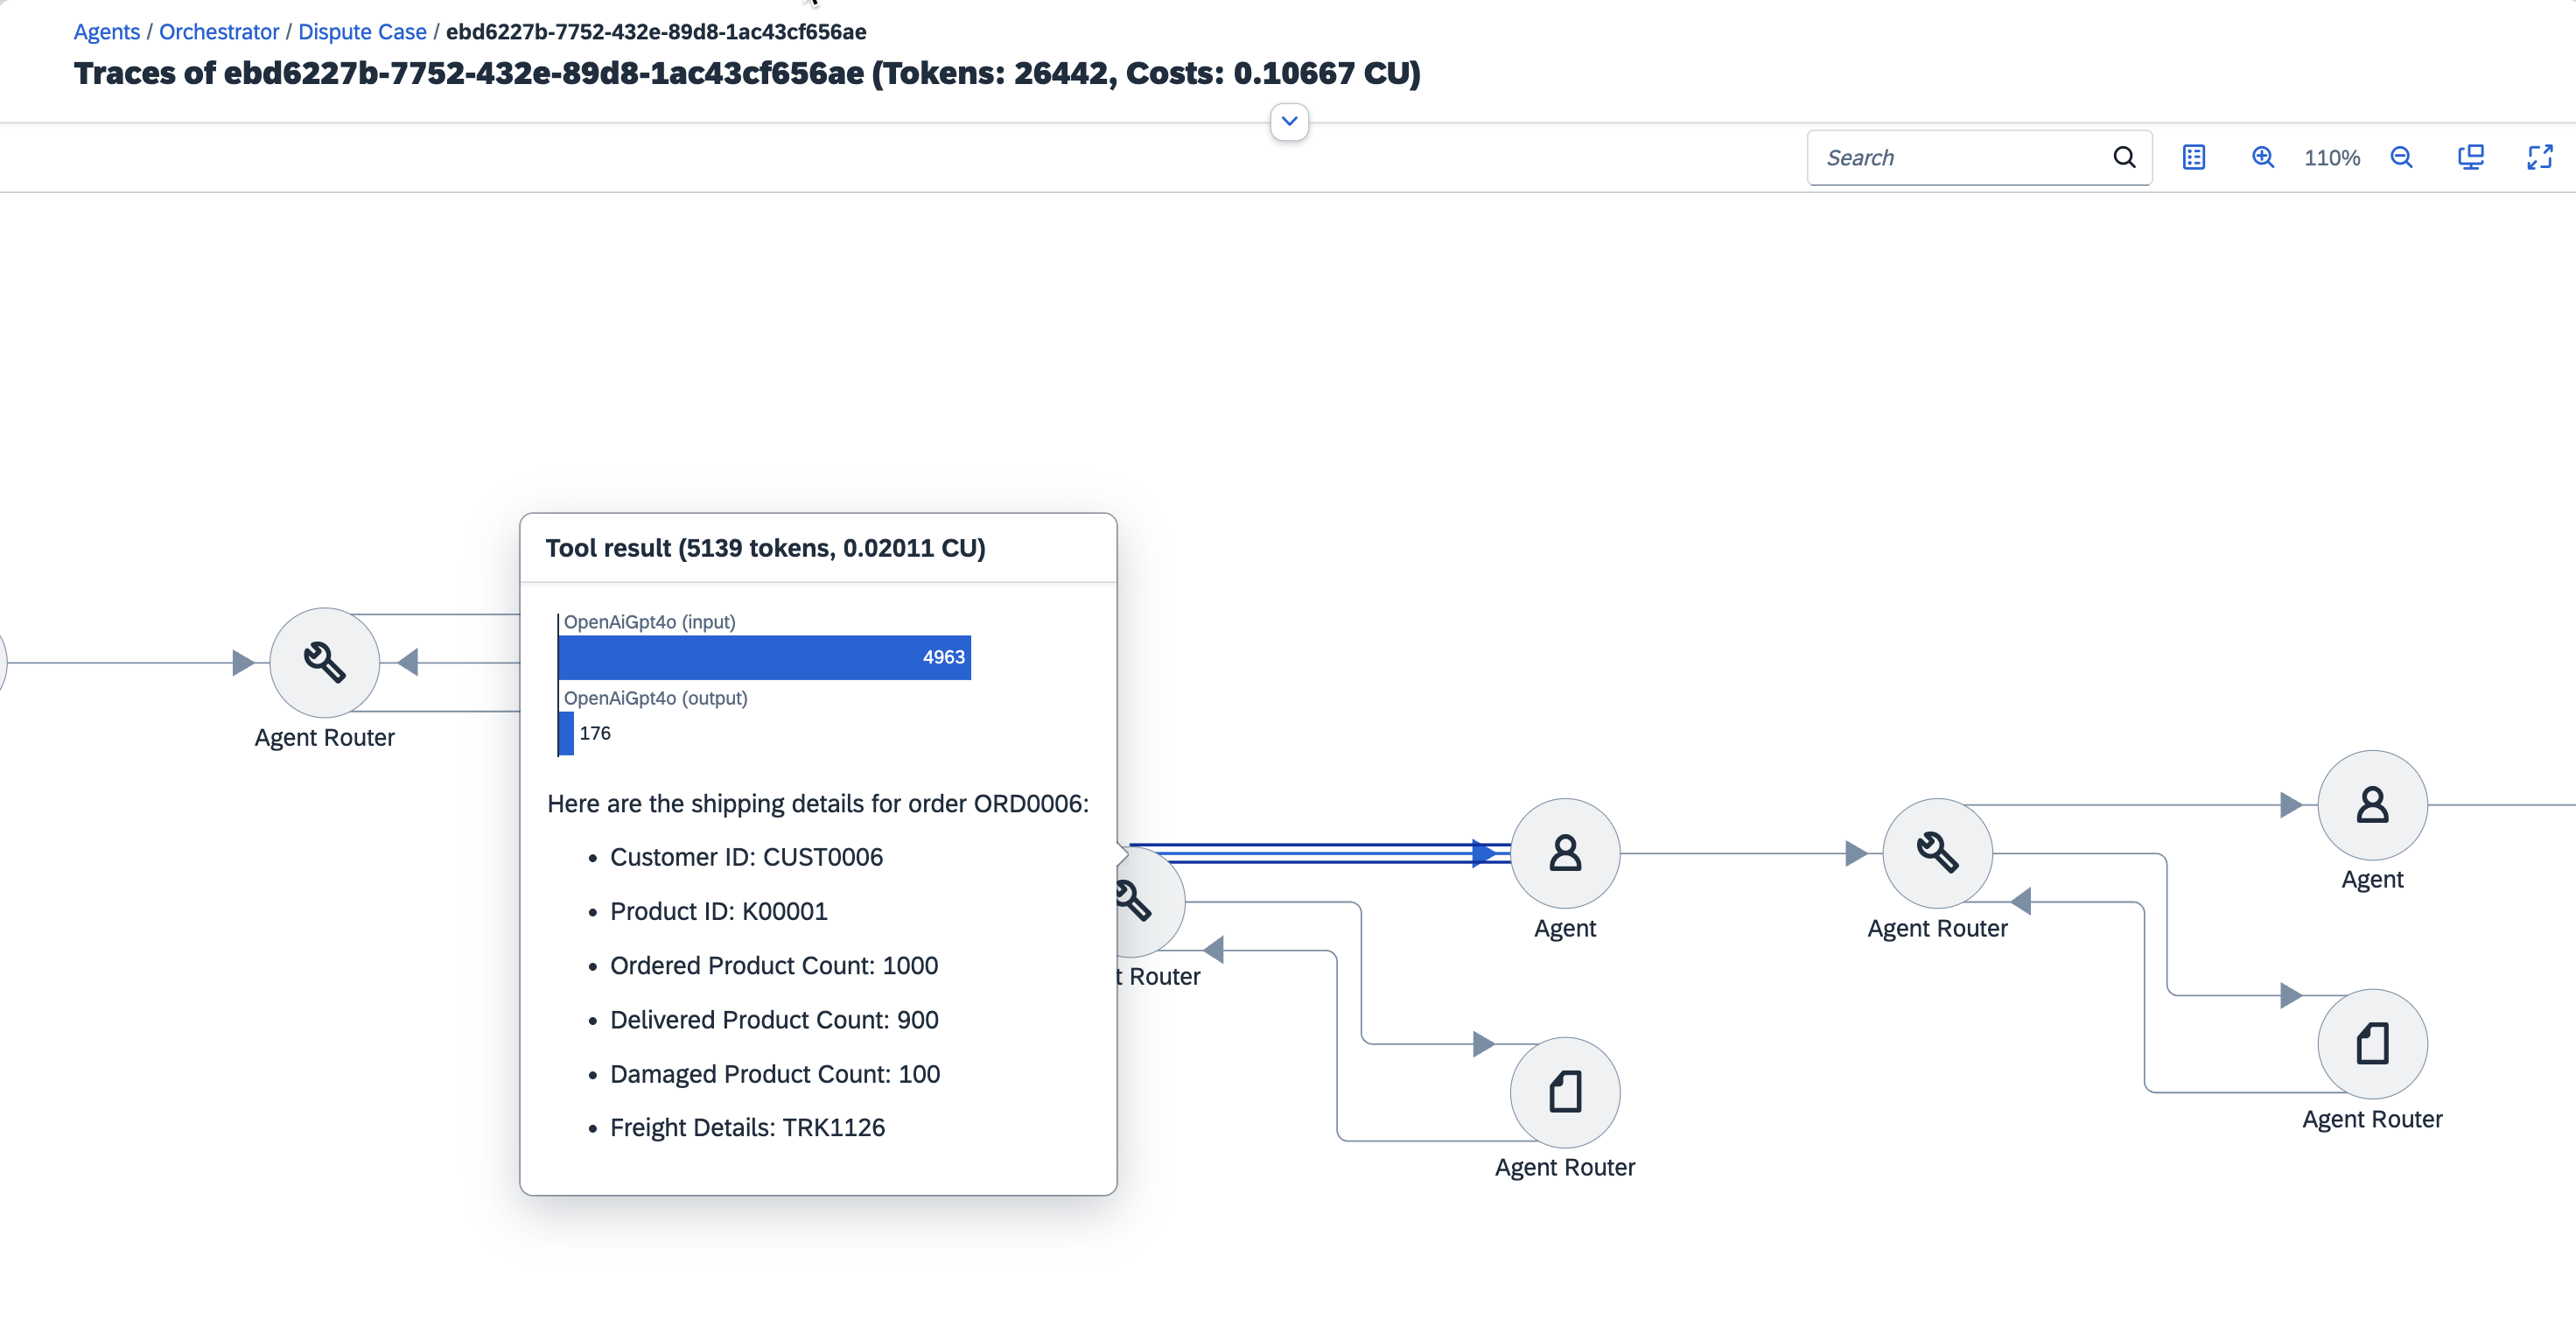 Agents / Orchestrator / Dispute Case / ebd6227b-7752-432e-89d8-1ac43cf656ae
Traces of ebd6227b-7752-432e-89d8-1ac43cf656ae (Tokens: 26442, Costs: 0.10667 CU)
Search
110%
Tool result (5139 tokens, 0.02011 CU)
OpenAiGpt4o (input)
4963
OpenAiGpt4o (output)
176
Here are the shipping details for order ORD0006:
• Customer ID: CUST0006
• Product ID: K00001
• Ordered Product Count: 1000
• Delivered Product Count: 900
• Damaged Product Count: 100
• Freight Details: TRK1126
Agent Router
t Router
Agent
Agent Router
Agent Router
Agent
Agent Router